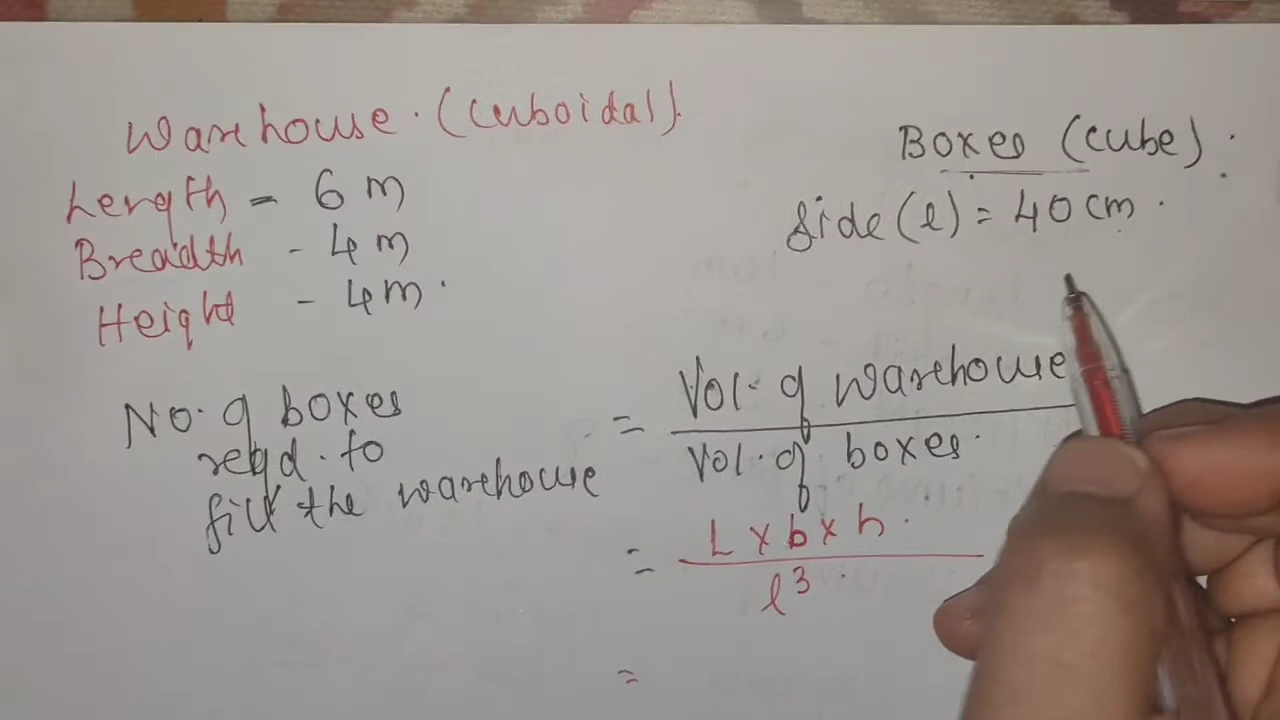 Warehouse. (Cuboidal).
Length - 6 m
Breadth - 4 m
Height - 4m.
Boxes (cube).
Side (l) = 40 cm.
No. of boxes
reqd. to
fill the warehouse
= Vol. of warehouse
Vol. of boxes.
= L x b x h.
l³
=